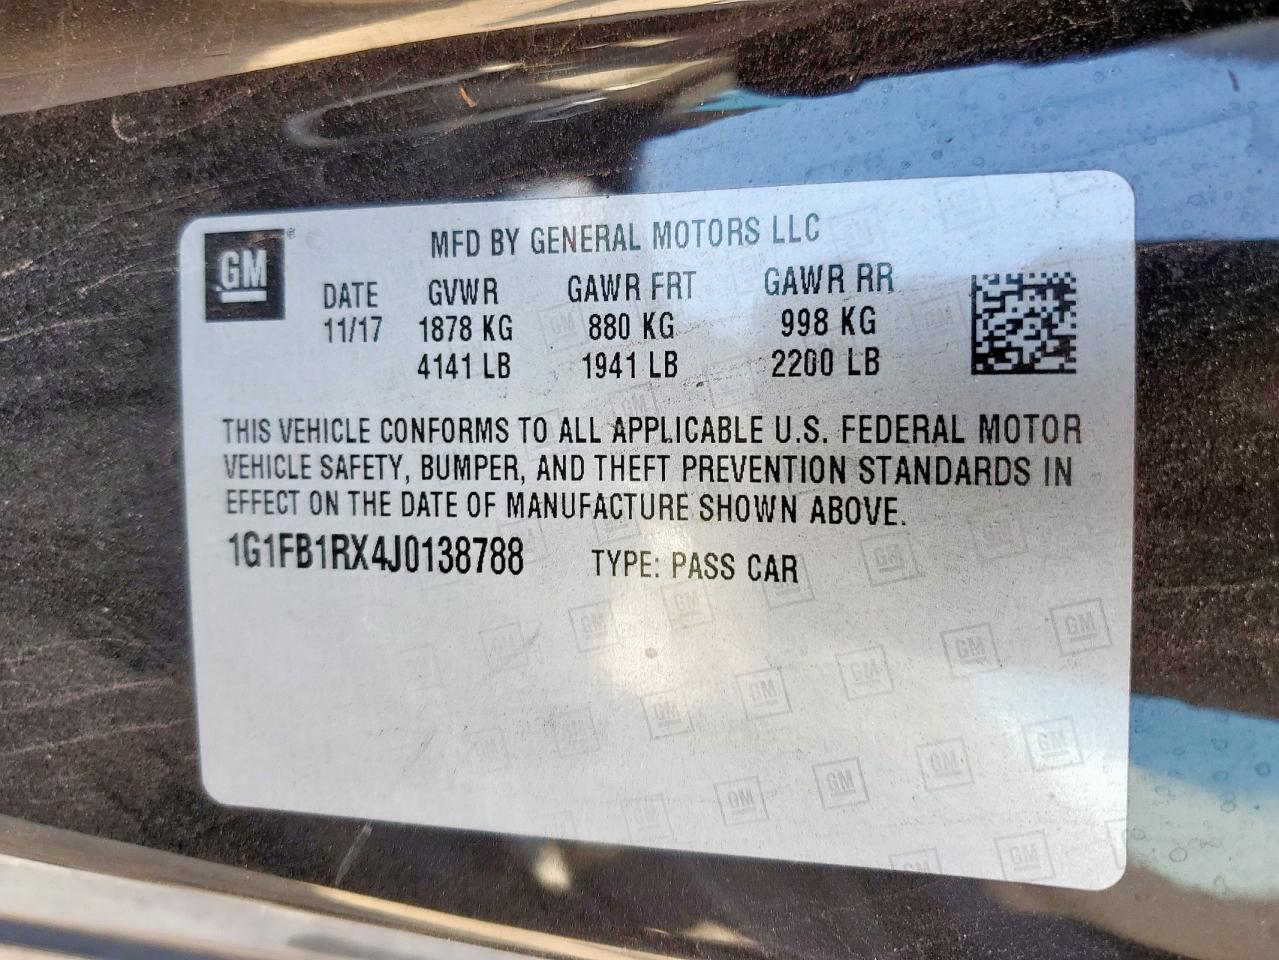 GM
MFD BY GENERAL MOTORS LLC
DATE GVWR GAWR FRT GAWR RR
11/17 1878 KG 880 KG 998 KG
4141 LB 1941 LB 2200 LB
THIS VEHICLE CONFORMS TO ALL APPLICABLE U.S. FEDERAL MOTOR
VEHICLE SAFETY, BUMPER, AND THEFT PREVENTION STANDARDS IN
EFFECT ON THE DATE OF MANUFACTURE SHOWN ABOVE.
1G1FB1RX4J0138788 TYPE: PASS CAR